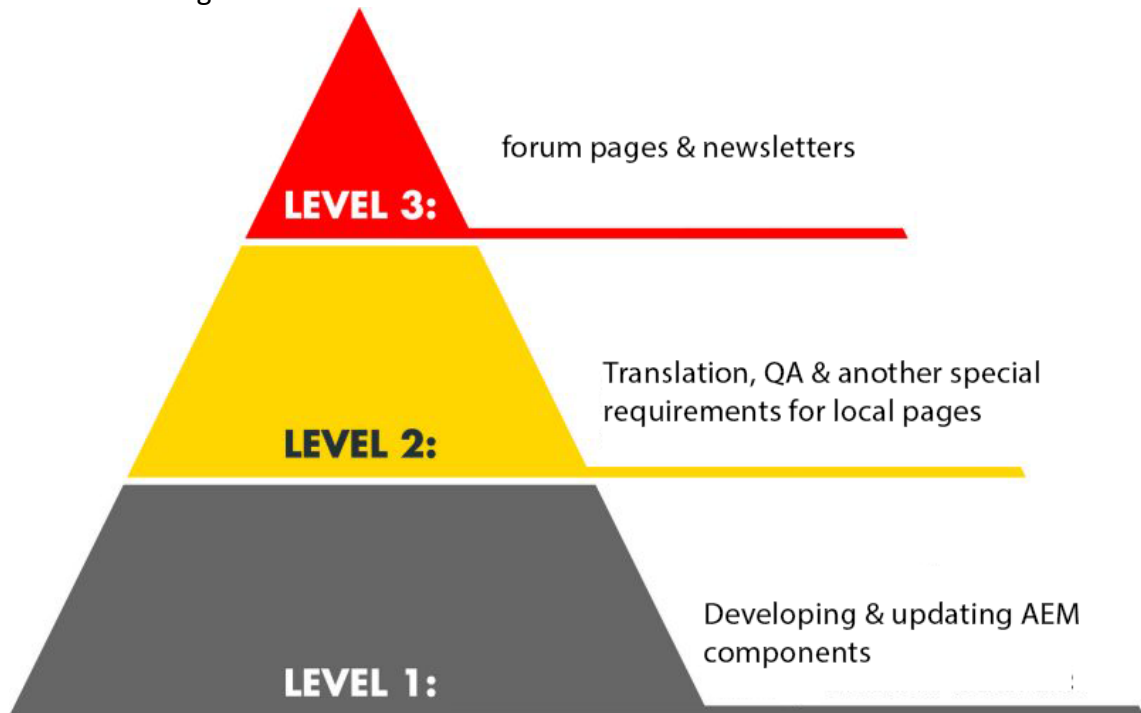 forum pages & newsletters
LEVEL 3:
Translation, QA & another special
requirements for local pages
LEVEL 2:
Developing & updating AEM
components
LEVEL 1: